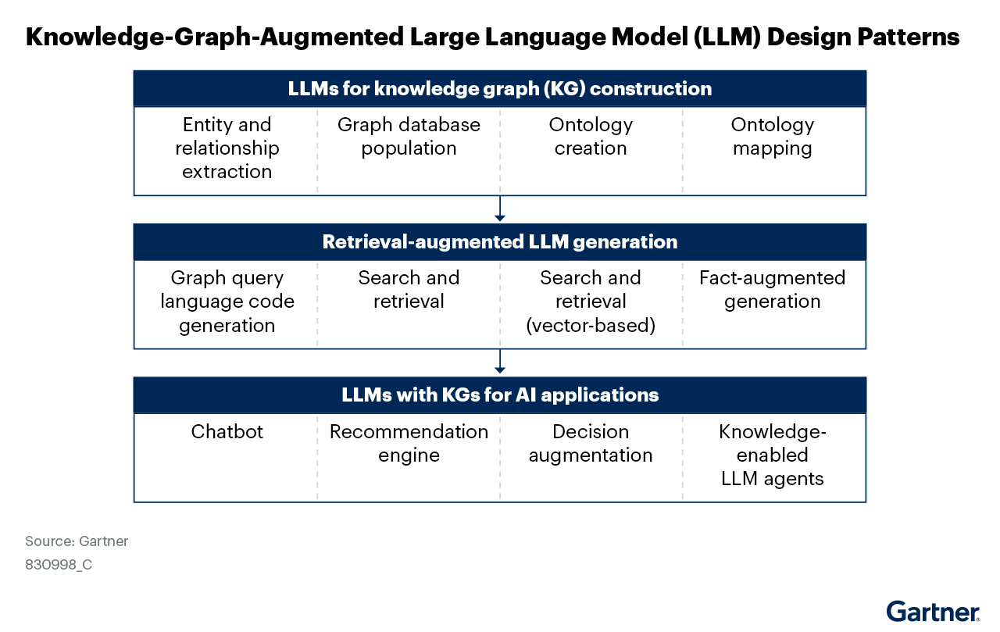 Knowledge-Graph-Augmented Large Language Model (LLM) Design Patterns
LLMs for knowledge graph (KG) construction
Entity and
relationship
extraction
Graph database
population
Ontology
creation
Ontology
mapping
Retrieval-augmented LLM generation
Graph query
language code
generation
Search and
retrieval
Search and
retrieval
(vector-based)
Fact-augmented
generation
LLMs with KGs for AI applications
Chatbot
Recommendation
engine
Decision
augmentation
Knowledge-
enabled
LLM agents
Source: Gartner
830998_C
Gartner®